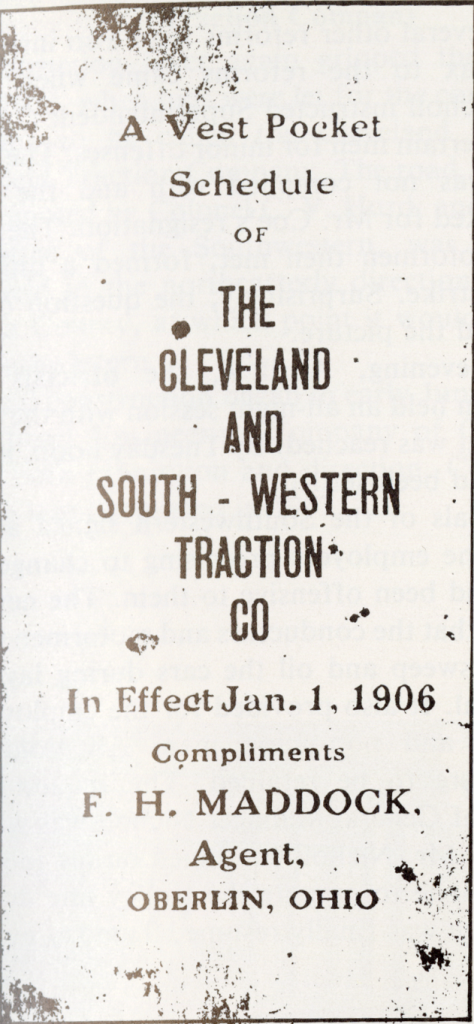 A Vest Pocket
Schedule
OF
THE
CLEVELAND
AND
SOUTH - WESTERN
TRACTION
CO
In Effect Jan. 1, 1906
Compliments
F. H. MADDOCK,
Agent,
OBERLIN, OHIO